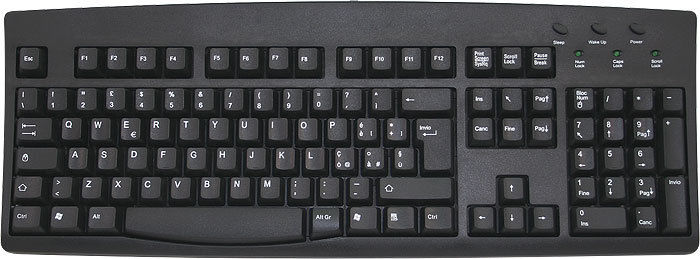 Sleep Wake Up Power
Esc F1 F2 F3 F4 F5 F6 F7 F8 F9 F10 F11 F12 Print Screen SysRq Scroll Lock Pause Break Num Lock Caps Lock Scroll Lock
! " £ $ % & / ( ) = ? ^ ←
\ 1 2 3 4 5 6 7 8 9 0 ' ì Ins ↖ Pag↑ Bloc Num / * -
Q W E R T Y U I O P é [ * ] Invio Canc Fine Pag↓ 7 8 9 +
€ è + ↖ ↑ Pag↑
A S D F G H J K L ç @ ° # § 4 5 6
ò à ù ← →
> Z X C V B N M ; : _ ↑ 1 2 3 Invio
< , . - Fine ↓ Pag↓
Ctrl Alt Alt Gr Ctrl ← ↓ → 0 .
Ins Canc